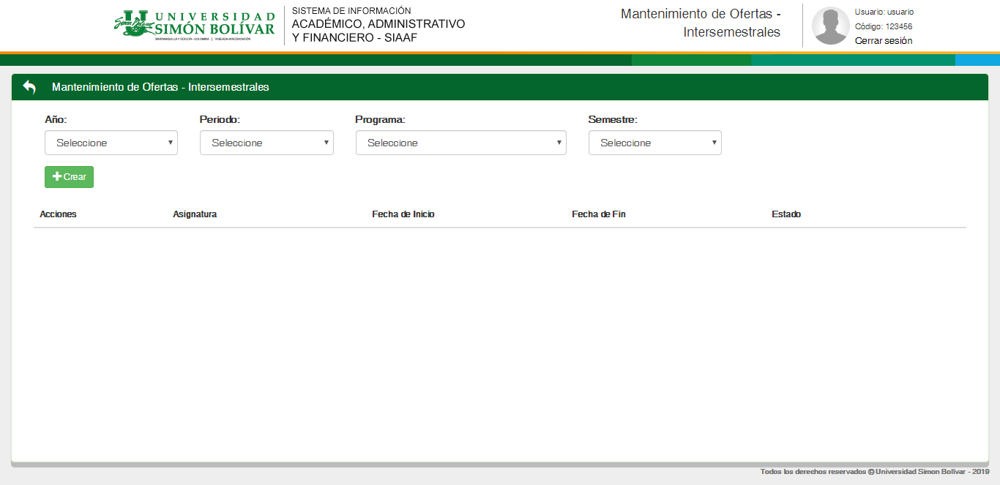 UNIVERSIDAD
SIMÓN BOLÍVAR
BARRANQUILLA Y CÚCUTA - COLOMBIA | VIGILADA MINEDUCACIÓN
SISTEMA DE INFORMACIÓN
ACADÉMICO, ADMINISTRATIVO
Y FINANCIERO - SIAAF
Mantenimiento de Ofertas -
Intersemestrales
Usuario: usuario
Código: 123456
Cerrar sesión
Mantenimiento de Ofertas - Intersemestrales
Año: Periodo: Programa: Semestre:
Seleccione Seleccione Seleccione Seleccione
Crear
Acciones Asignatura Fecha de Inicio Fecha de Fin Estado
Todos los derechos reservados © Universidad Simon Bolívar - 2019